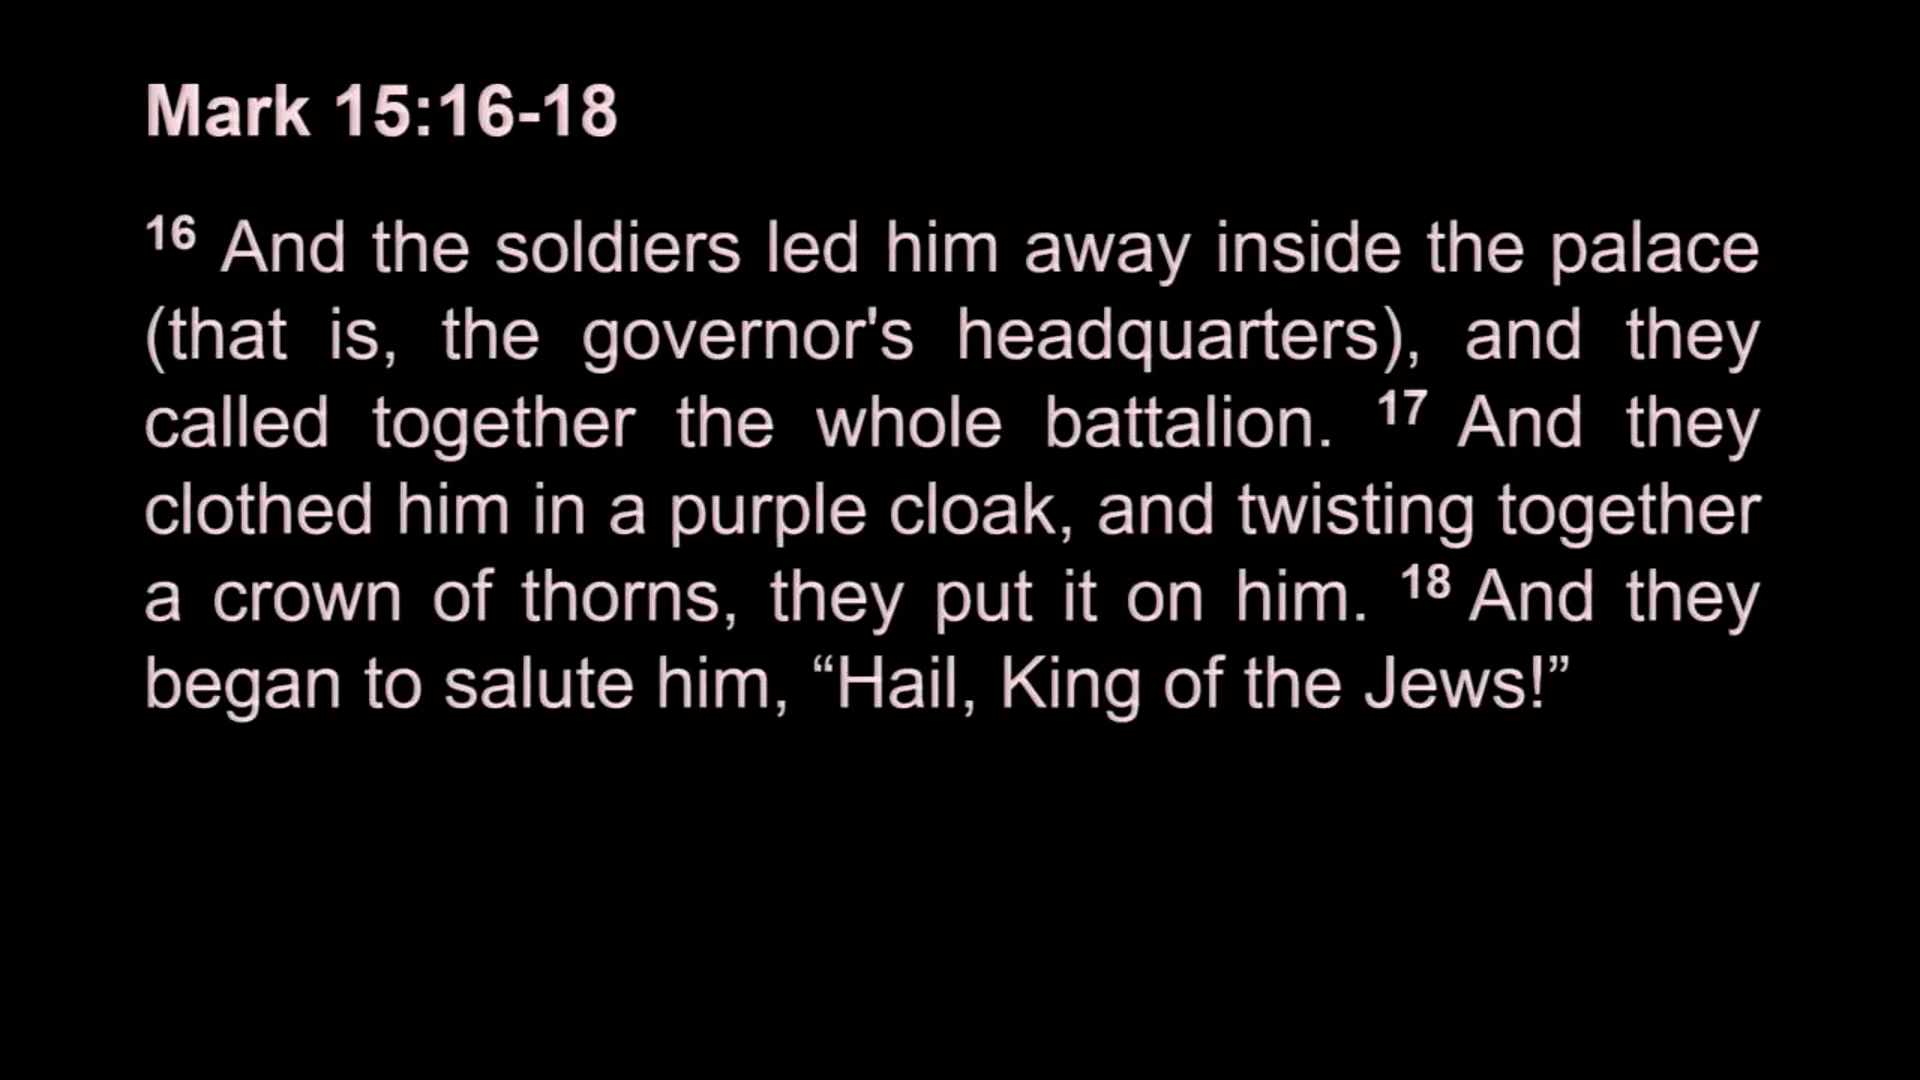 Mark 15:16-18
16 And the soldiers led him away inside the palace
(that is, the governor's headquarters), and they
called together the whole battalion. 17 And they
clothed him in a purple cloak, and twisting together
a crown of thorns, they put it on him. 18 And they
began to salute him, “Hail, King of the Jews!”